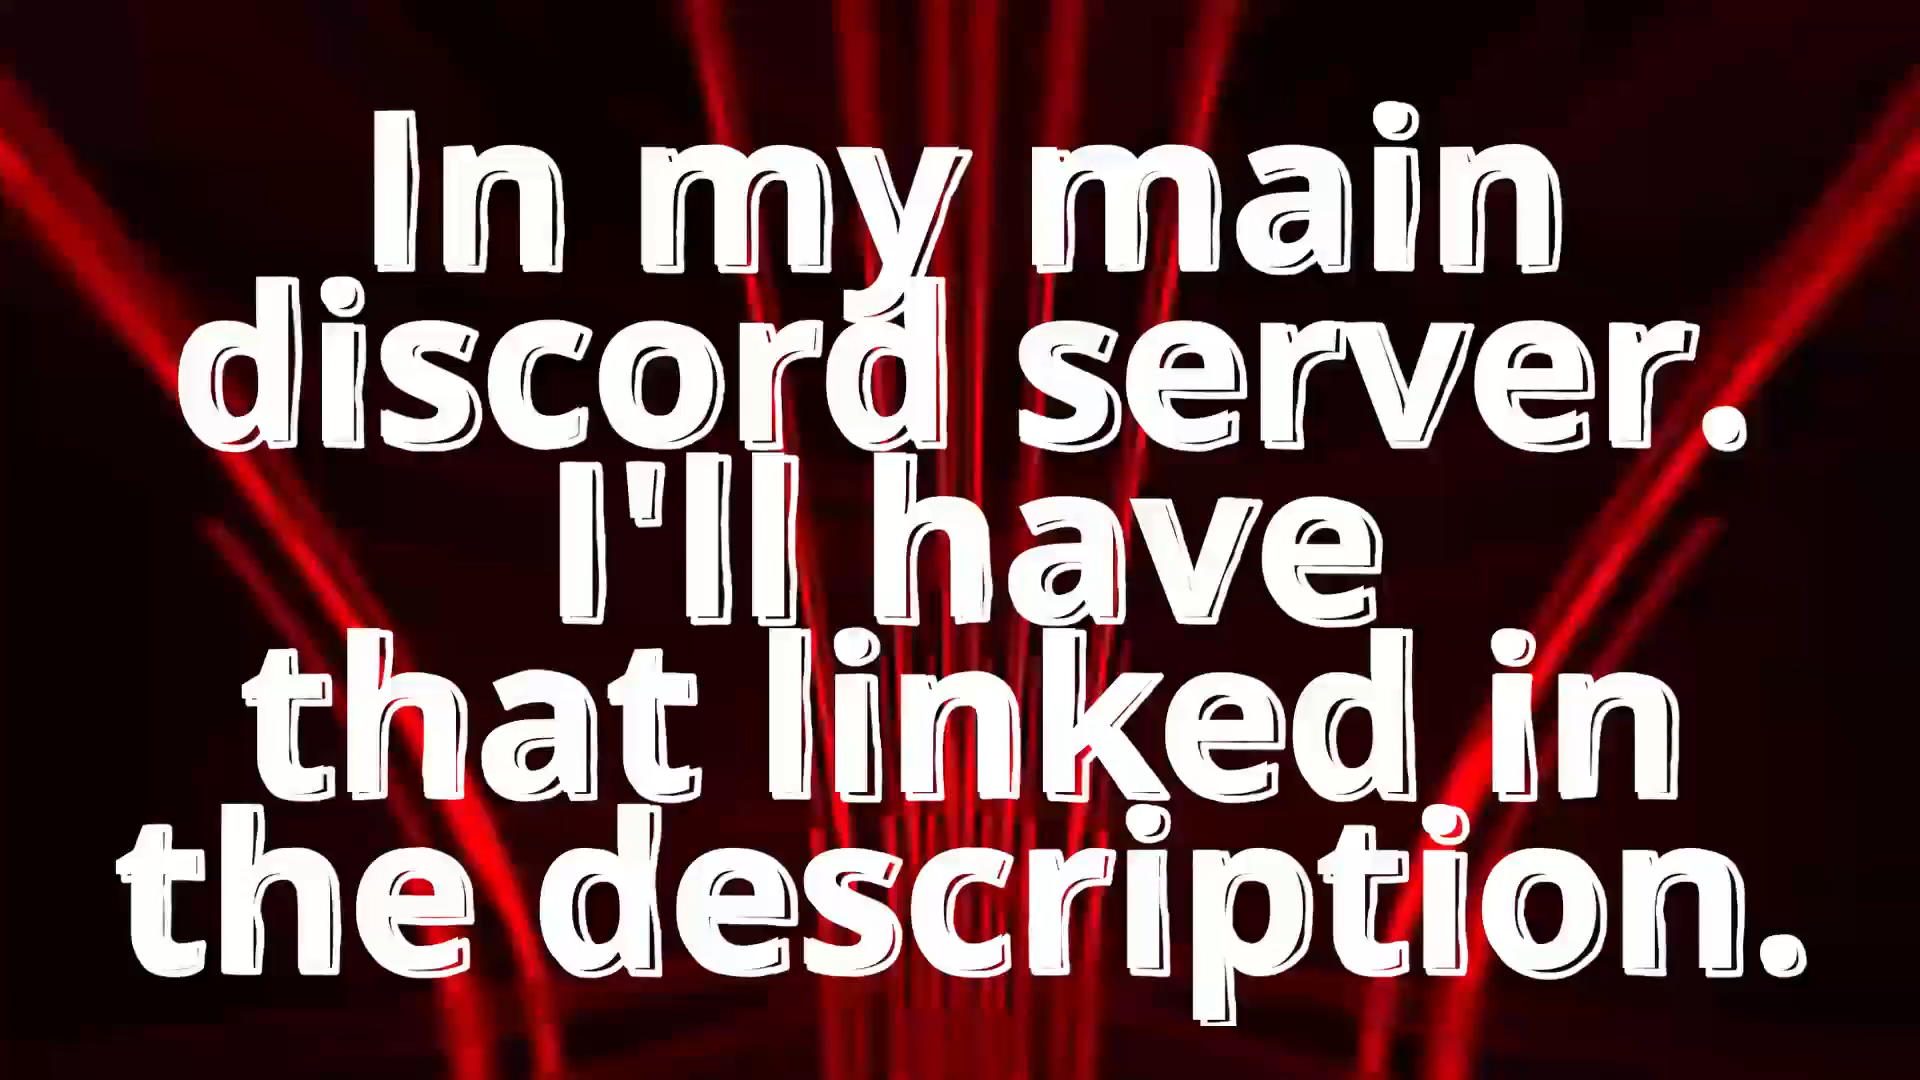 In my main
discord server.
I'll have
that linked in
the description.